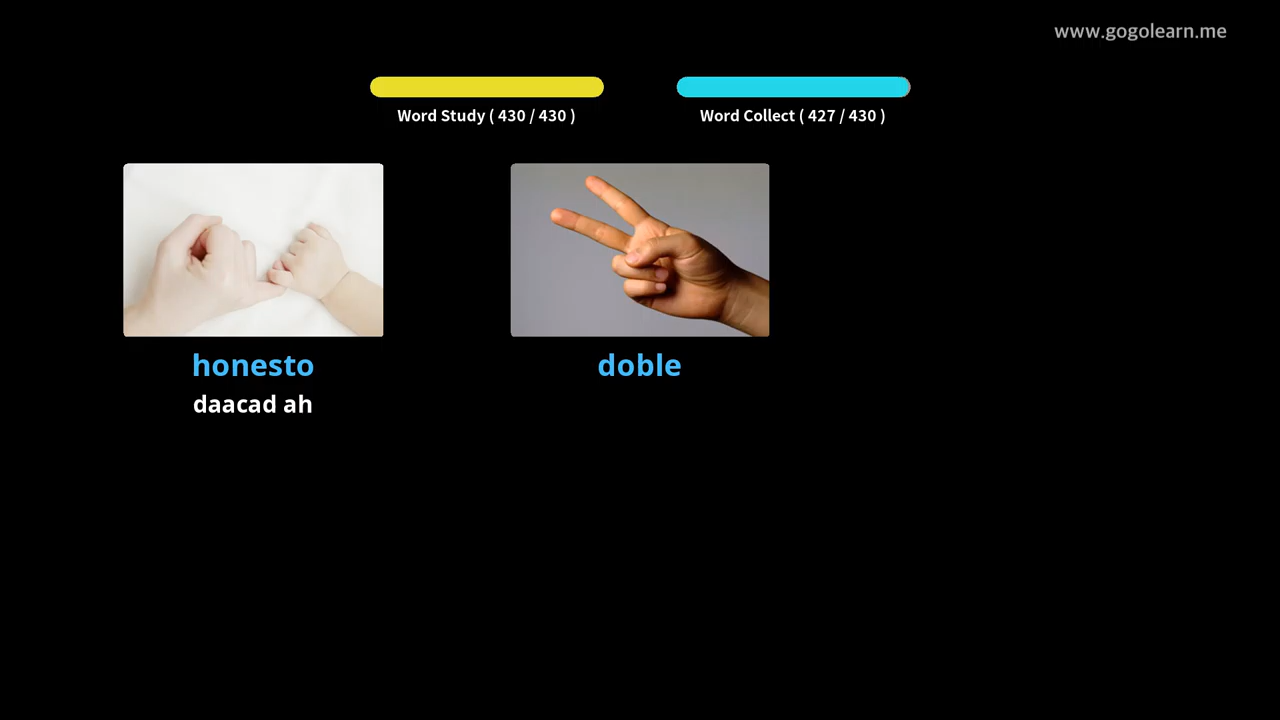 www.gogolearn.me
Word Study ( 430 / 430 )
Word Collect ( 427 / 430 )
honesto
doble
daacad ah